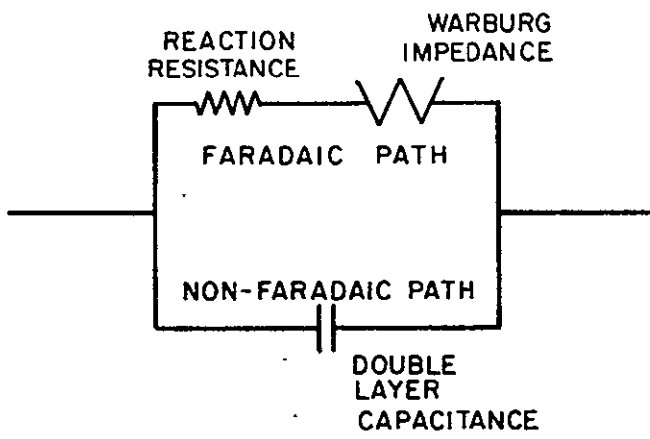 REACTION
RESISTANCE
WARBURG
IMPEDANCE
FARADAIC PATH
NON-FARADAIC PATH
DOUBLE
LAYER
CAPACITANCE